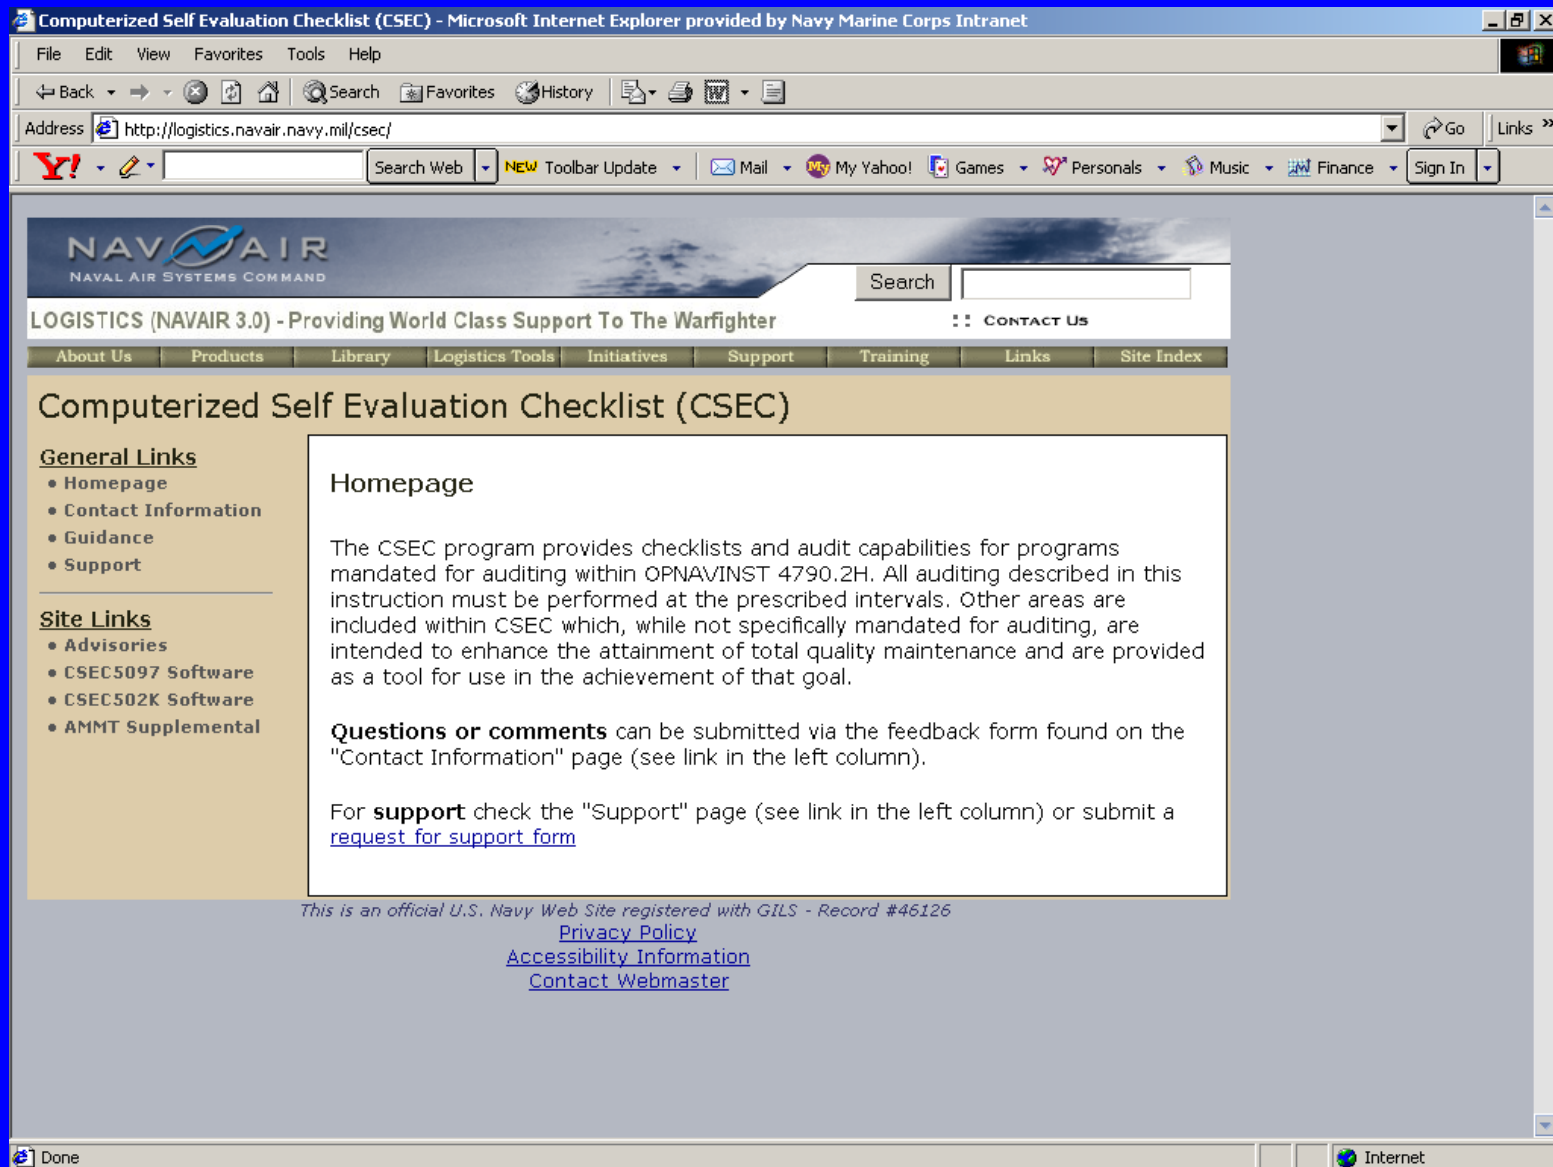 Computerized Self Evaluation Checklist (CSEC) - Microsoft Internet Explorer provided by Navy Marine Corps Intranet
File Edit View Favorites Tools Help
Back Search Favorites History
Address http://logistics.navair.navy.mil/csec/ Go Links »
Y! Search Web NEW Toolbar Update Mail My My Yahoo! Games Personals Music Finance Sign In
NAVAIR
NAVAL AIR SYSTEMS COMMAND
Search
LOGISTICS (NAVAIR 3.0) - Providing World Class Support To The Warfighter
:: CONTACT US
About Us Products Library Logistics Tools Initiatives Support Training Links Site Index
Computerized Self Evaluation Checklist (CSEC)
General Links
• Homepage
• Contact Information
• Guidance
• Support
Site Links
• Advisories
• CSEC5097 Software
• CSEC502K Software
• AMMT Supplemental
Homepage
The CSEC program provides checklists and audit capabilities for programs
mandated for auditing within OPNAVINST 4790.2H. All auditing described in this
instruction must be performed at the prescribed intervals. Other areas are
included within CSEC which, while not specifically mandated for auditing, are
intended to enhance the attainment of total quality maintenance and are provided
as a tool for use in the achievement of that goal.
Questions or comments can be submitted via the feedback form found on the
"Contact Information" page (see link in the left column).
For support check the "Support" page (see link in the left column) or submit a
request for support form
This is an official U.S. Navy Web Site registered with GILS - Record #46126
Privacy Policy
Accessibility Information
Contact Webmaster
Done Internet